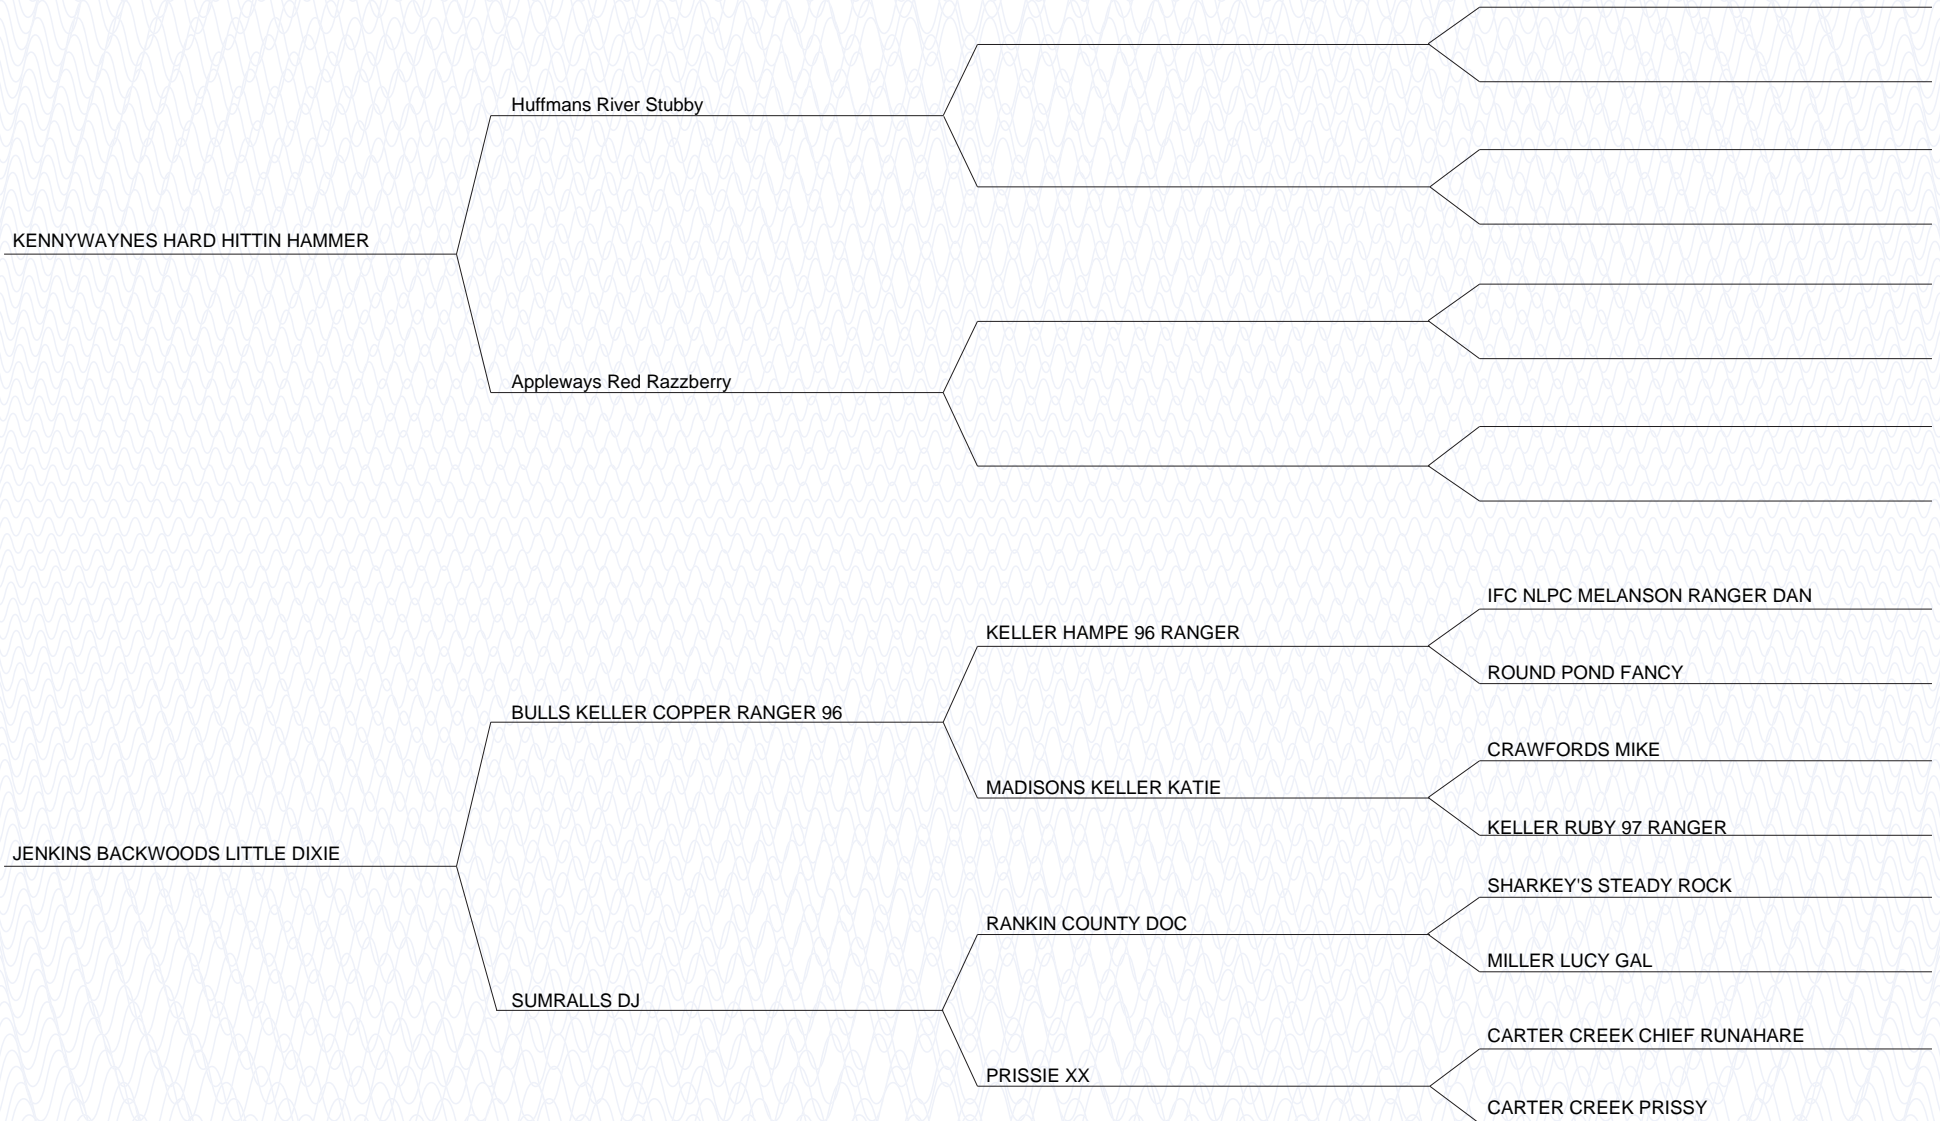 Huffmans River Stubby
KENNYWAYNES HARD HITTIN HAMMER
Appleways Red Razzberry
IFC NLPC MELANSON RANGER DAN
KELLER HAMPE 96 RANGER
ROUND POND FANCY
BULLS KELLER COPPER RANGER 96
CRAWFORDS MIKE
MADISONS KELLER KATIE
KELLER RUBY 97 RANGER
JENKINS BACKWOODS LITTLE DIXIE
SHARKEY'S STEADY ROCK
RANKIN COUNTY DOC
MILLER LUCY GAL
SUMRALLS DJ
CARTER CREEK CHIEF RUNAHARE
PRISSIE XX
CARTER CREEK PRISSY